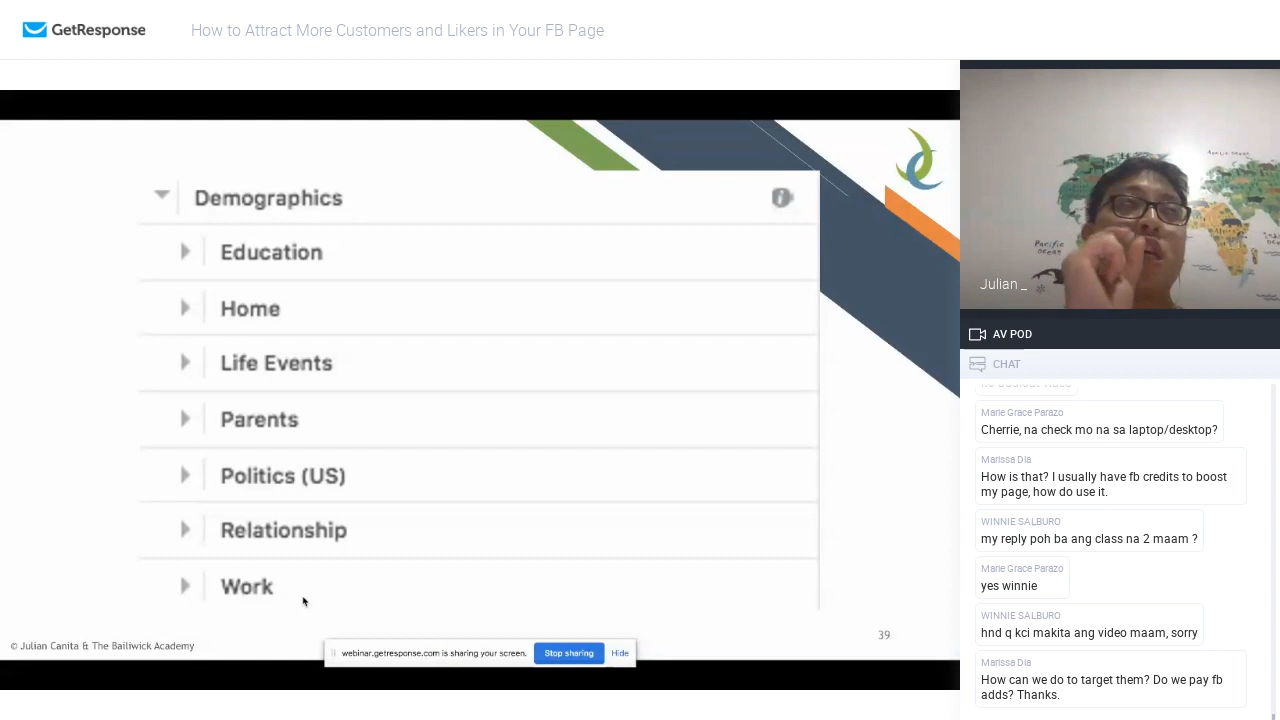 GetResponse
How to Attract More Customers and Likers in Your FB Page
Demographics
Education
Home
Life Events
Parents
Politics (US)
Relationship
Work
© Julian Canita & The Bailiwick Academy
39
webinar.getresponse.com is sharing your screen.
Stop sharing
Hide
Pacific
Ocean
Julian _
AV POD
CHAT
Marie Grace Parazo
Cherrie, na check mo na sa laptop/desktop?
Marissa Dia
How is that? I usually have fb credits to boost
my page, how do use it.
WINNIE SALBURO
my reply poh ba ang class na 2 maam ?
Marie Grace Parazo
yes winnie
WINNIE SALBURO
hnd q kci makita ang video maam, sorry
Marissa Dia
How can we do to target them? Do we pay fb
adds? Thanks.